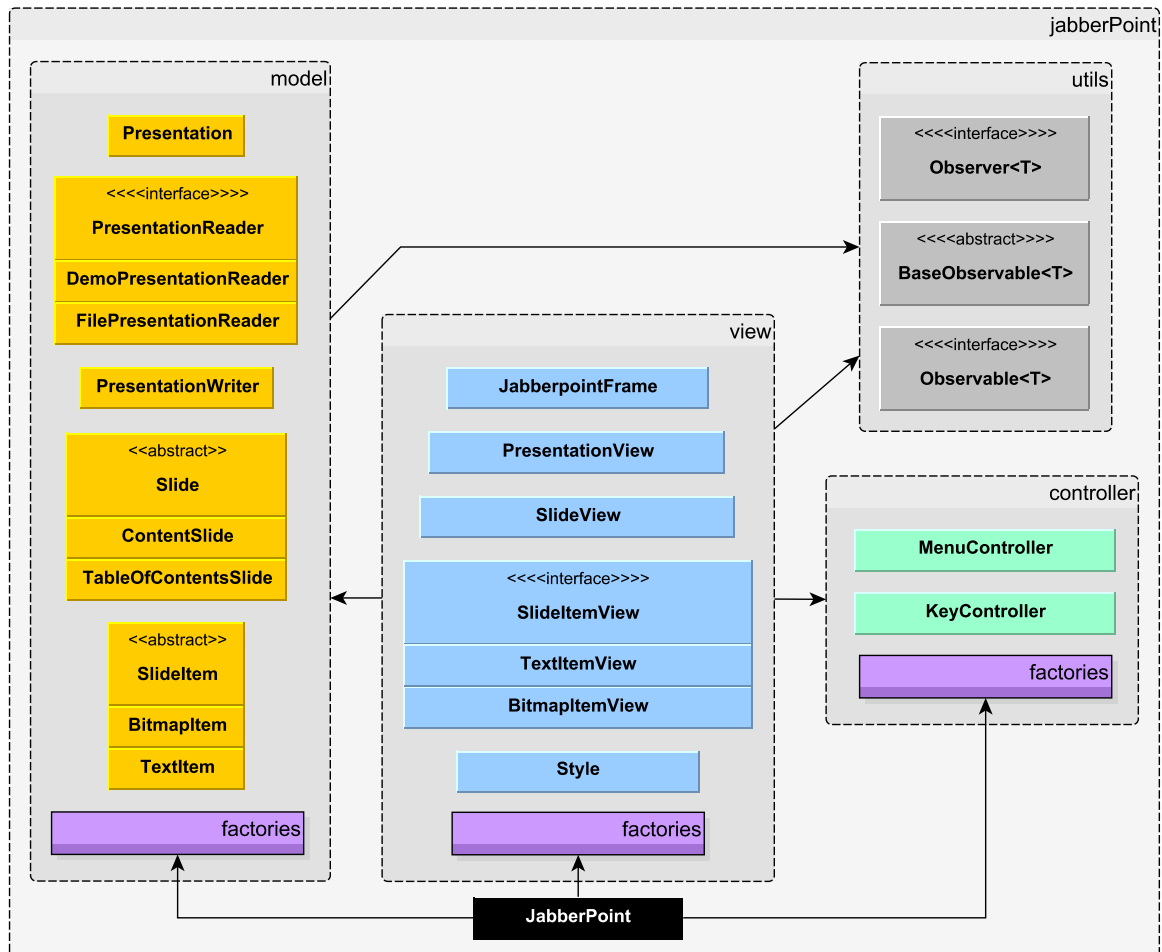 jabberPoint
model
Presentation
<<<<interface>>>>
PresentationReader
DemoPresentationReader
FilePresentationReader
PresentationWriter
<<abstract>>
Slide
ContentSlide
TableOfContentsSlide
<<abstract>>
SlideItem
BitmapItem
TextItem
factories
view
JabberpointFrame
PresentationView
SlideView
<<<<interface>>>>
SlideItemView
TextItemView
BitmapItemView
Style
factories
utils
<<<<interface>>>>
Observer<T>
<<<<abstract>>>>
BaseObservable<T>
<<<<interface>>>>
Observable<T>
controller
MenuController
KeyController
factories
JabberPoint